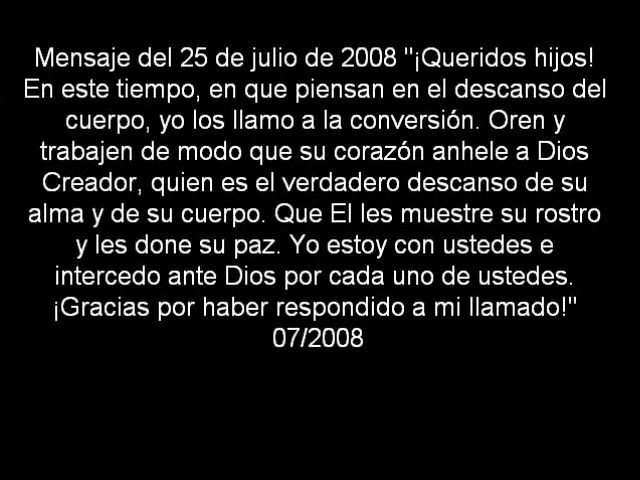 Mensaje del 25 de julio de 2008 "¡Queridos hijos!
En este tiempo, en que piensan en el descanso del
cuerpo, yo los llamo a la conversión. Oren y
trabajen de modo que su corazón anhele a Dios
Creador, quien es el verdadero descanso de su
alma y de su cuerpo. Que El les muestre su rostro
y les done su paz. Yo estoy con ustedes e
intercedo ante Dios por cada uno de ustedes.
¡Gracias por haber respondido a mi llamado!"
07/2008